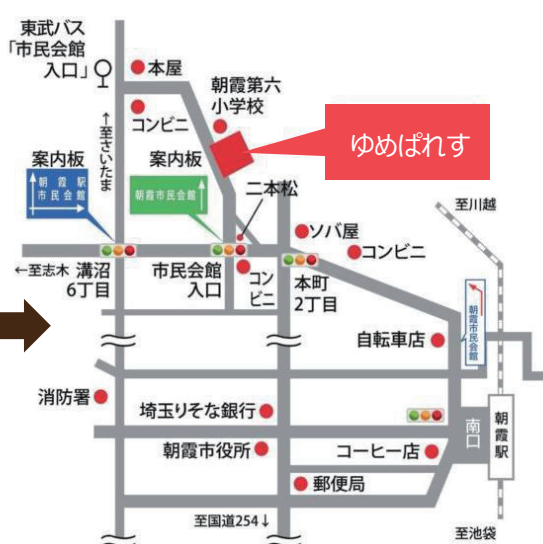 東武バス
「市民会館
入口」
本屋
朝霞第六
小学校
コンビニ
ゆめぱれす
↑至さいたま
案内板
朝霞駅
市民会館
案内板
朝霞市民会館
二本松
至川越
ソバ屋
コンビニ
←至志木
溝沼
6丁目
市民会館
入口
コン
ビニ
本町
2丁目
朝霞市民会館
自転車店
消防署
埼玉りそな銀行
朝霞市役所
コーヒー店
南口
朝霞駅
郵便局
至国道254↓
至池袋